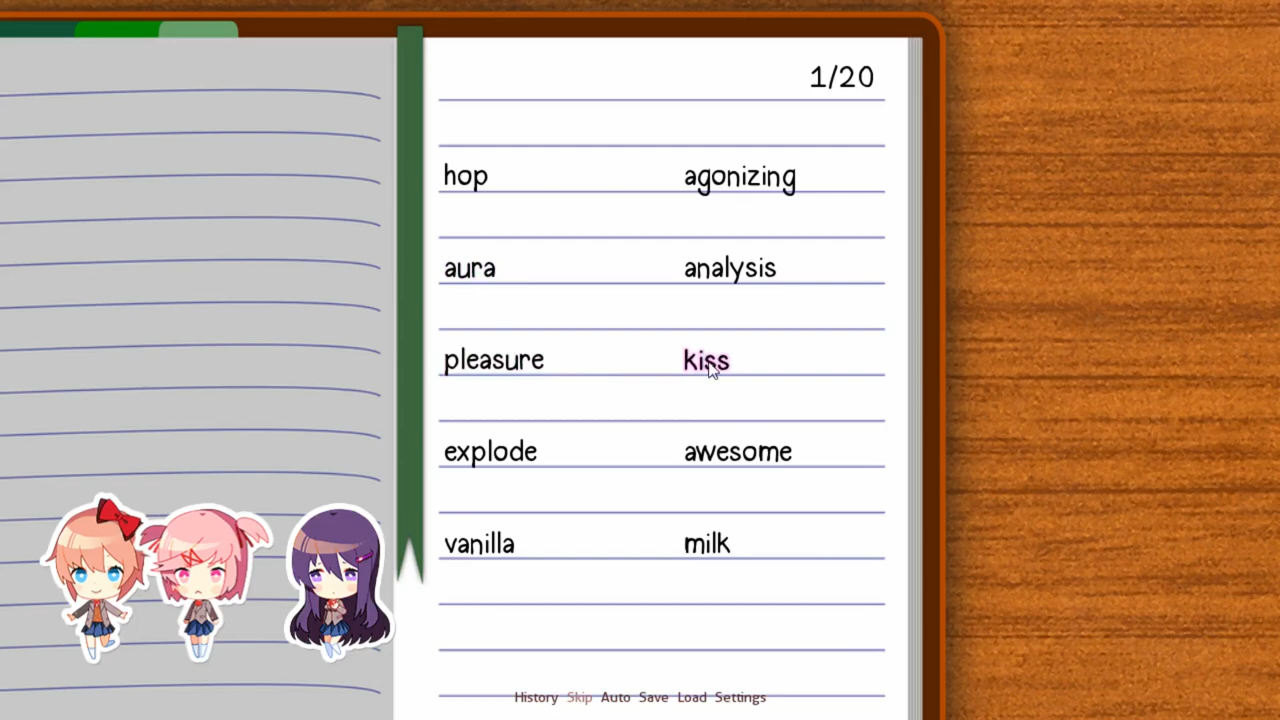 1/20
hop agonizing
aura analysis
pleasure kiss
explode awesome
vanilla milk
History Skip Auto Save Load Settings